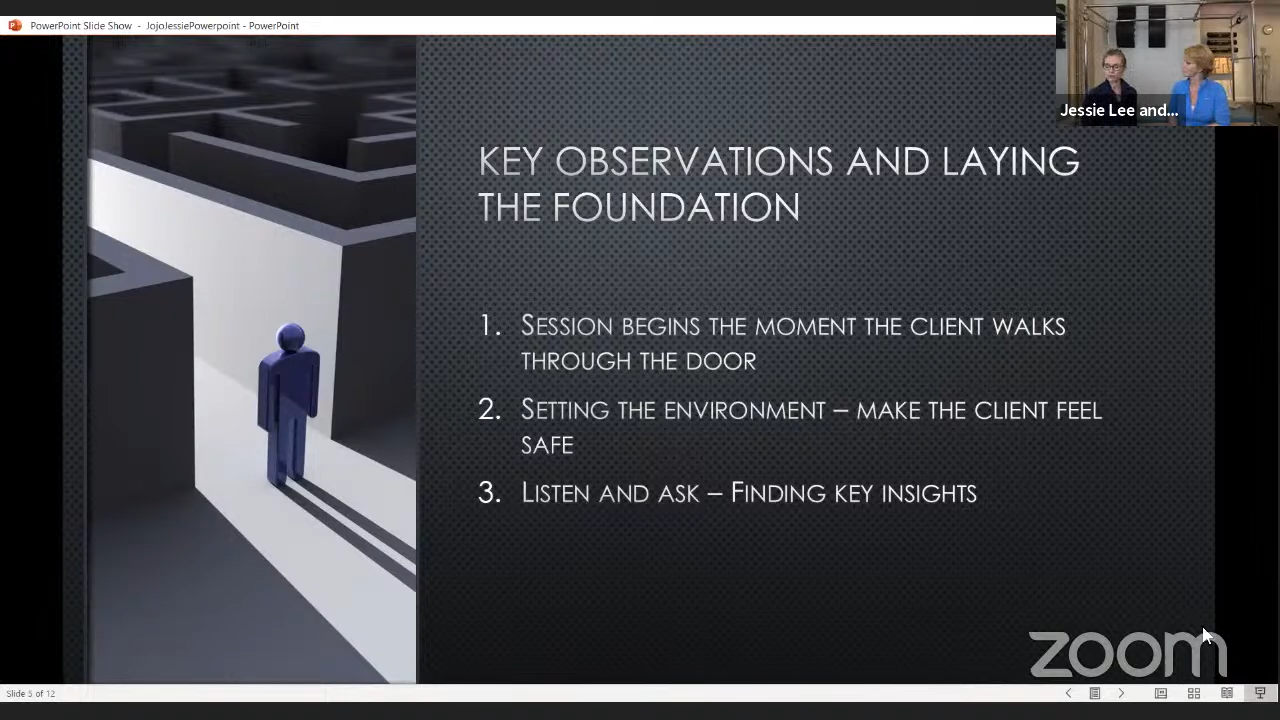 PowerPoint Slide Show - JojoJessiePowerpoint - PowerPoint
Jessie Lee and...
KEY OBSERVATIONS AND LAYING
THE FOUNDATION
1. SESSION BEGINS THE MOMENT THE CLIENT WALKS
THROUGH THE DOOR
2. SETTING THE ENVIRONMENT – MAKE THE CLIENT FEEL
SAFE
3. LISTEN AND ASK – FINDING KEY INSIGHTS
zoom
Slide 5 of 12